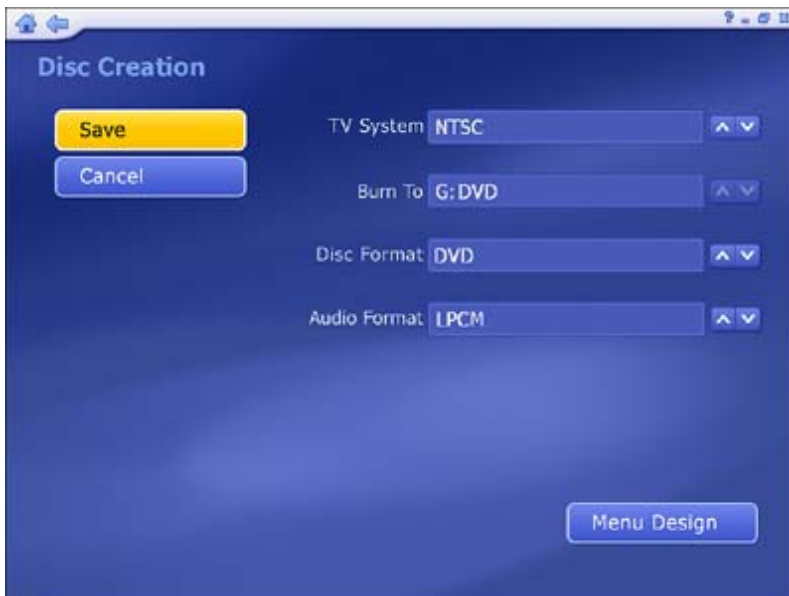 Disc Creation
Save
Cancel
TV System NTSC
Burn To G:DVD
Disc Format DVD
Audio Format LPCM
Menu Design